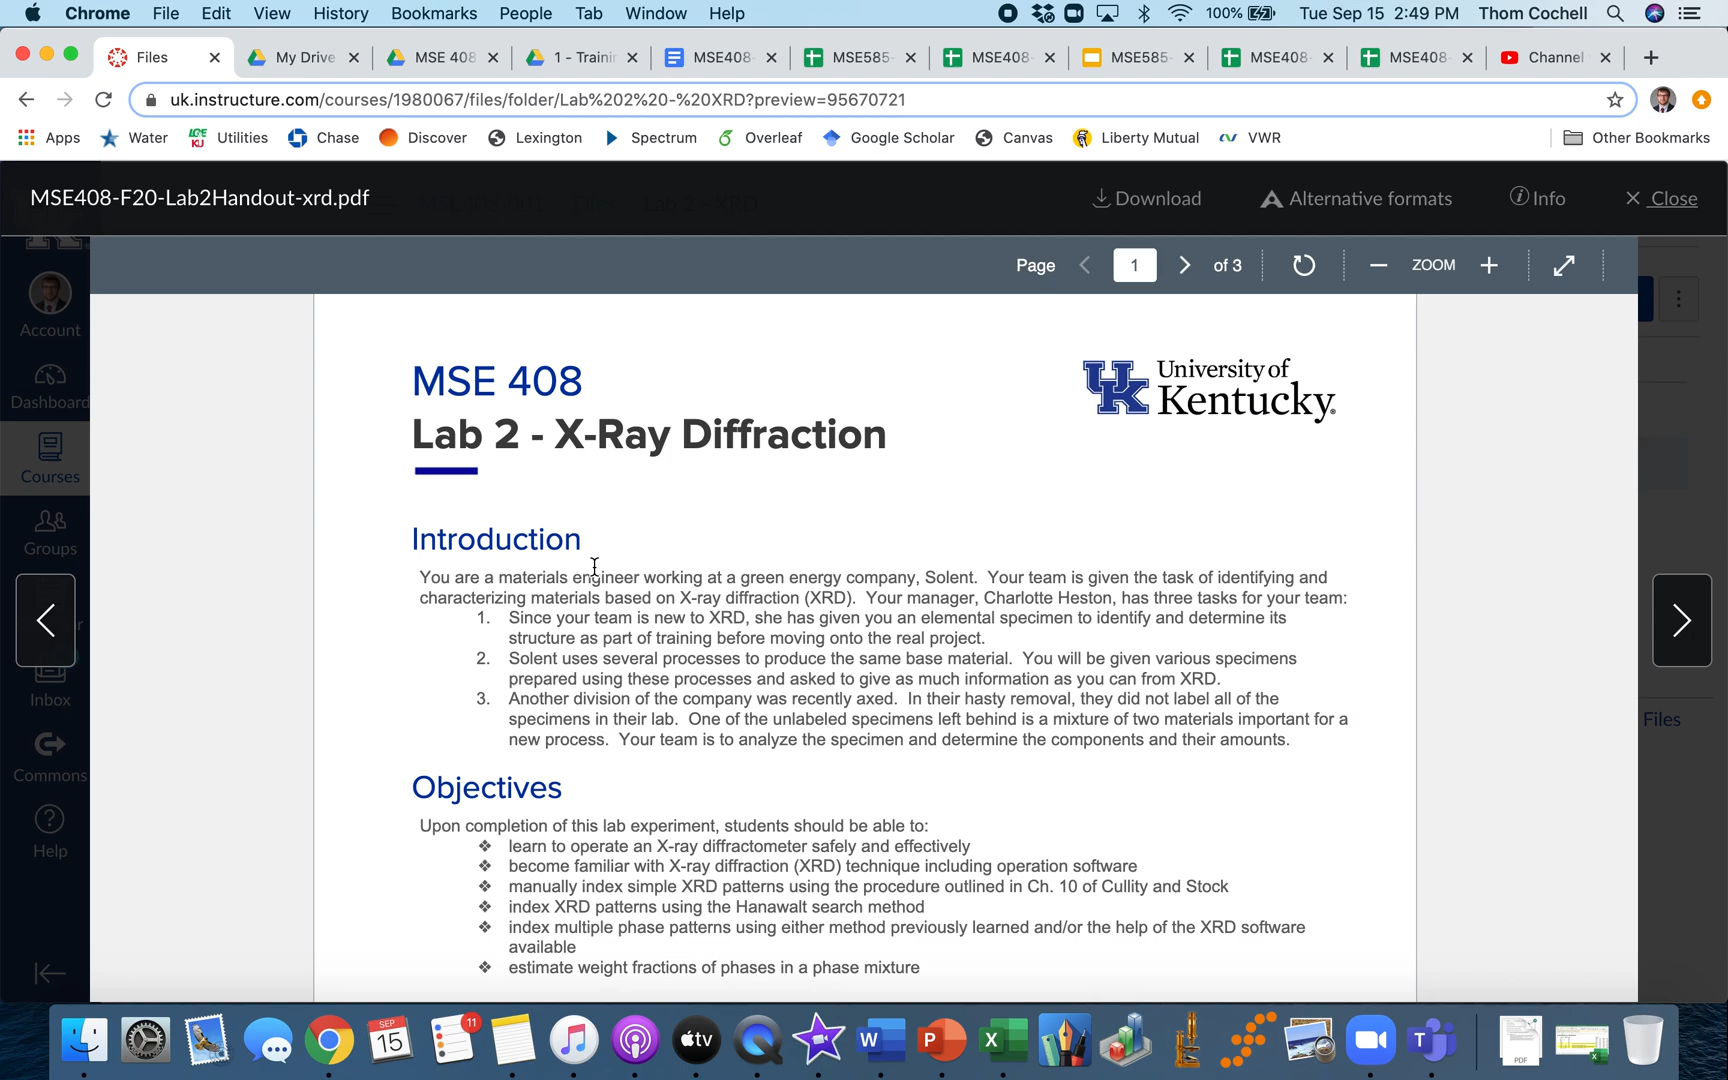 Chrome File Edit View History Bookmarks People Tab Window Help 100% Tue Sep 15 2:49 PM Thom Cochell
Files My Drive MSE 408 1 - Trainin MSE408- MSE585- MSE408- MSE585- MSE408- MSE408- Channel
uk.instructure.com/courses/1980067/files/folder/Lab%202%20-%20XRD?preview=95670721
Apps Water LGE KU Utilities Chase Discover Lexington Spectrum Overleaf Google Scholar Canvas Liberty Mutual VWR Other Bookmarks
MSE408-F20-Lab2Handout-xrd.pdf Download Alternative formats Info Close
Page 1 of 3 ZOOM
Account
Dashboard
Courses
Groups
Inbox
Commons
Help
Files
MSE 408
University of
Kentucky
Lab 2 - X-Ray Diffraction
Introduction
You are a materials engineer working at a green energy company, Solent. Your team is given the task of identifying and
characterizing materials based on X-ray diffraction (XRD). Your manager, Charlotte Heston, has three tasks for your team:
1. Since your team is new to XRD, she has given you an elemental specimen to identify and determine its
structure as part of training before moving onto the real project.
2. Solent uses several processes to produce the same base material. You will be given various specimens
prepared using these processes and asked to give as much information as you can from XRD.
3. Another division of the company was recently axed. In their hasty removal, they did not label all of the
specimens in their lab. One of the unlabeled specimens left behind is a mixture of two materials important for a
new process. Your team is to analyze the specimen and determine the components and their amounts.
Objectives
Upon completion of this lab experiment, students should be able to:
❖ learn to operate an X-ray diffractometer safely and effectively
❖ become familiar with X-ray diffraction (XRD) technique including operation software
❖ manually index simple XRD patterns using the procedure outlined in Ch. 10 of Cullity and Stock
❖ index XRD patterns using the Hanawalt search method
❖ index multiple phase patterns using either method previously learned and/or the help of the XRD software
available
❖ estimate weight fractions of phases in a phase mixture
SEP
15
11
tv
W
P
X
T
PDF